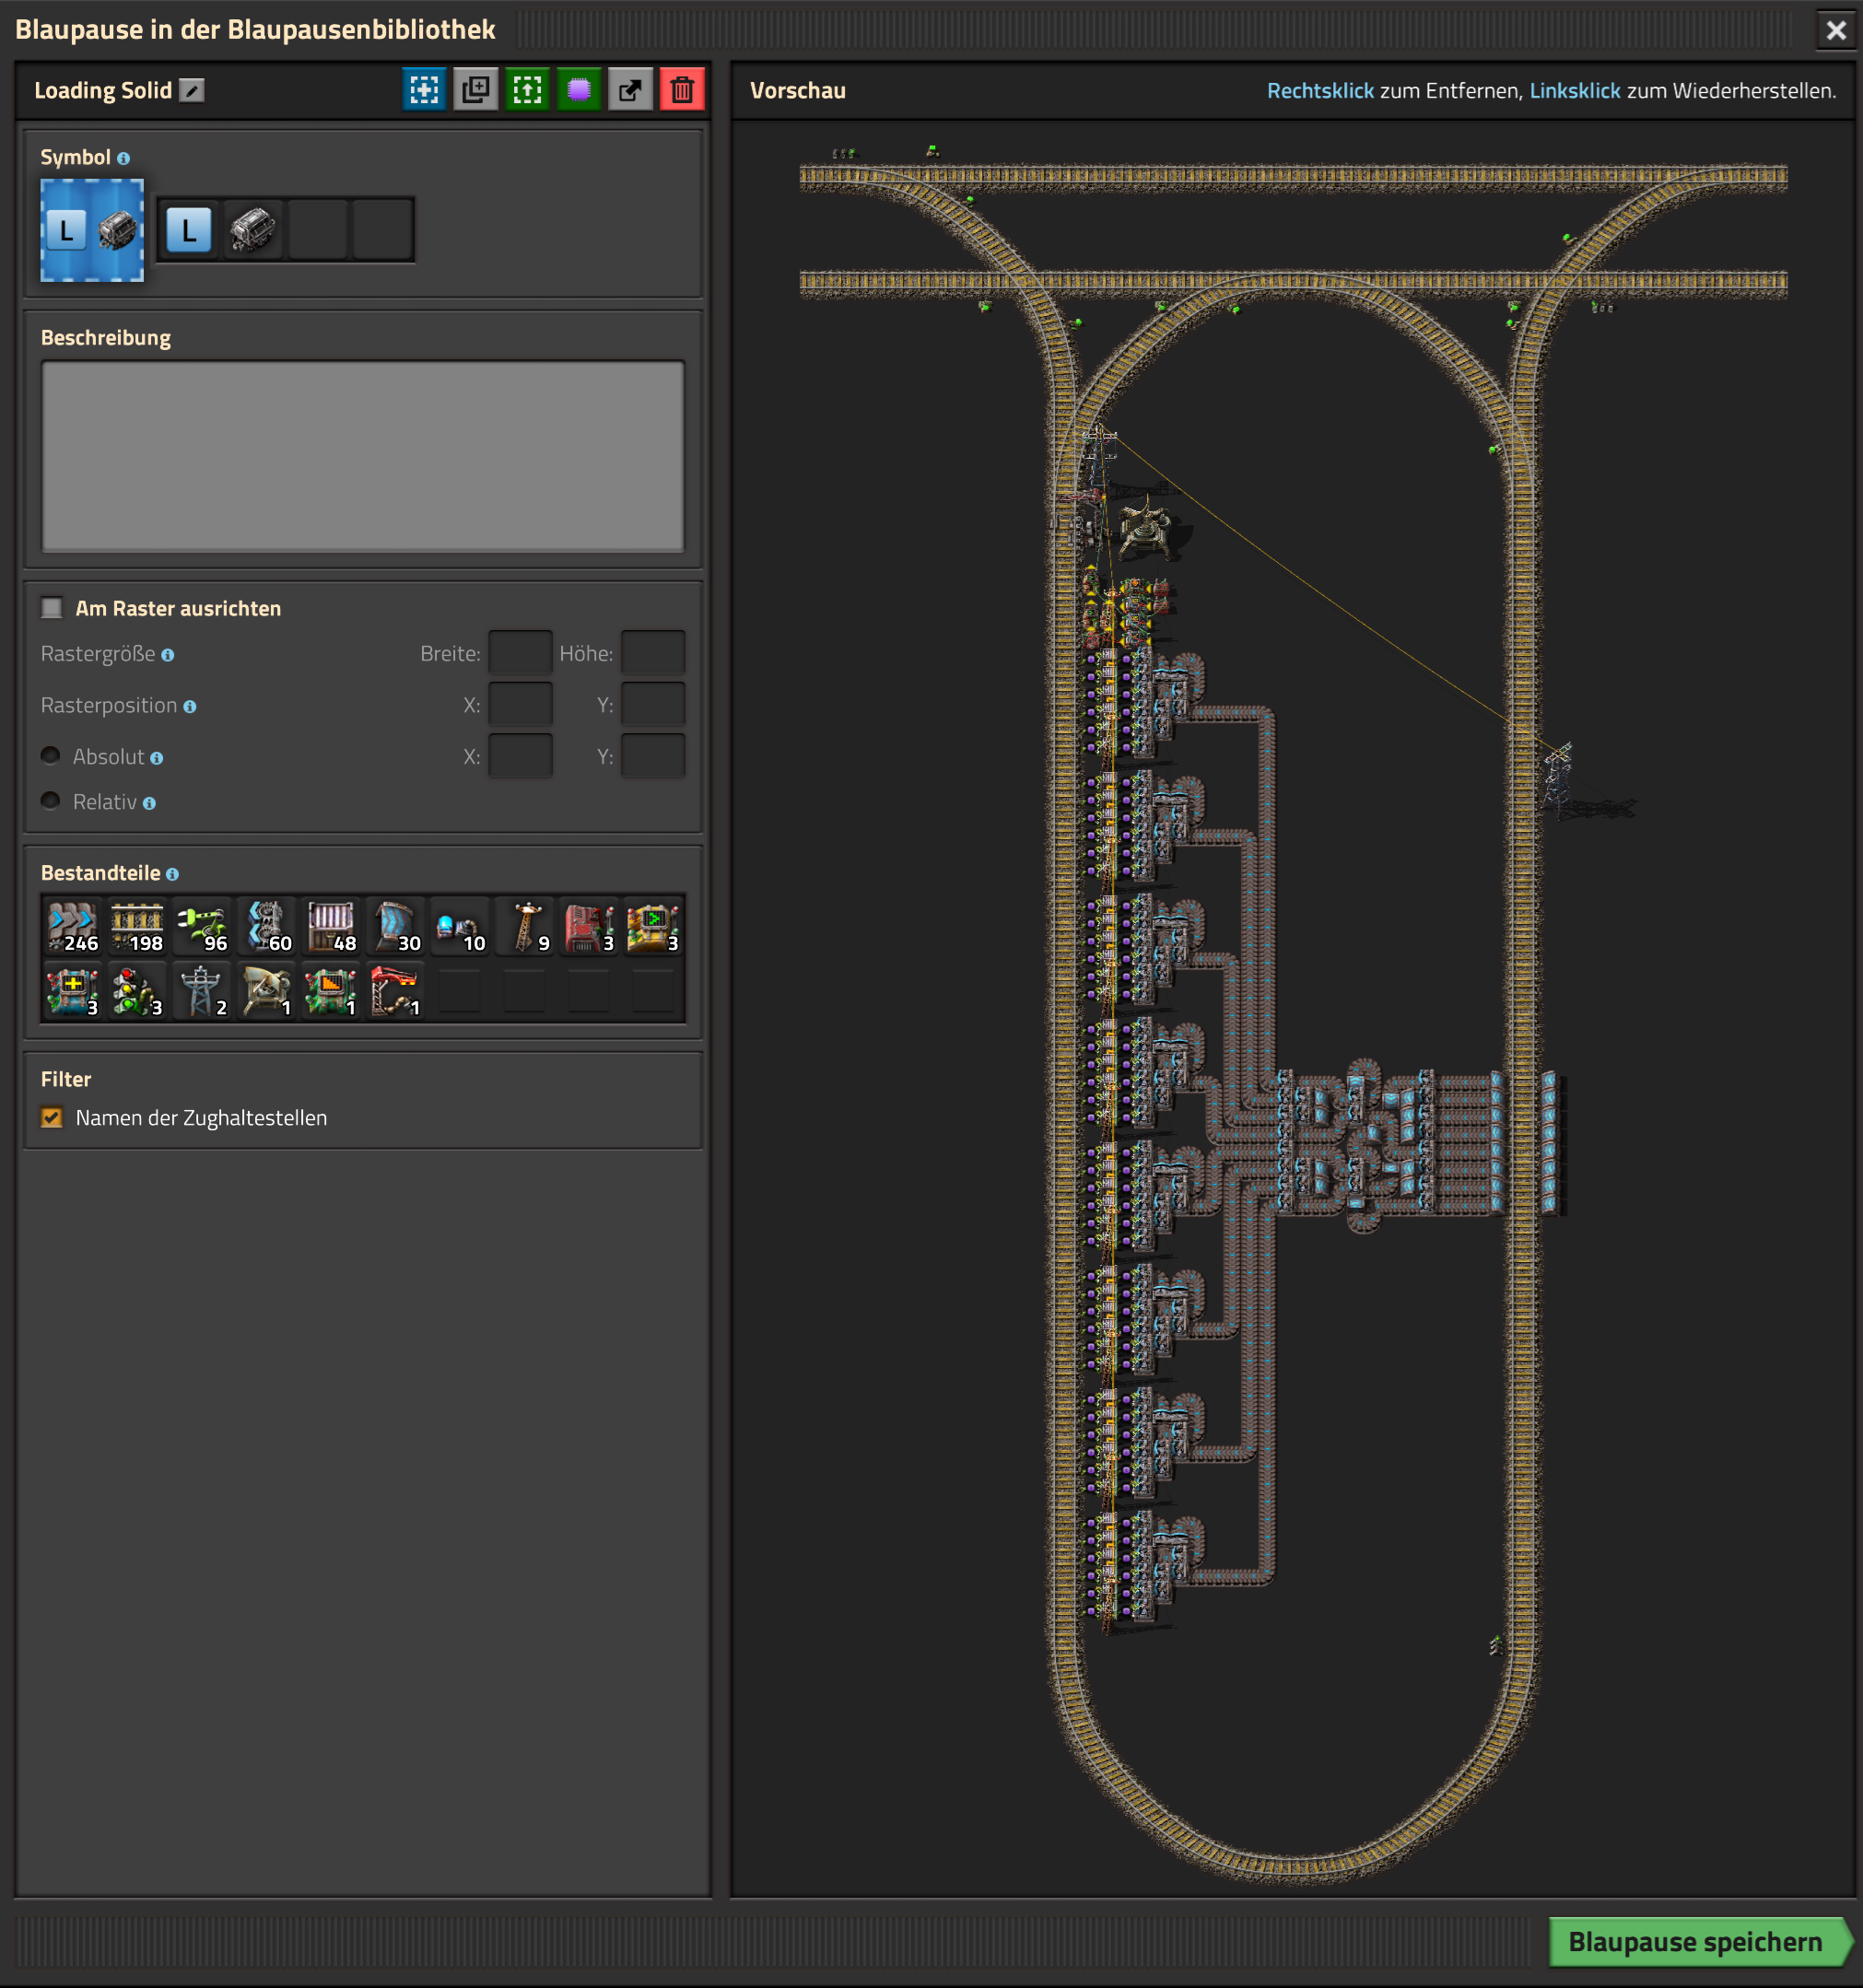 Blaupause in der Blaupausenbibliothek
Loading Solid
Symbol
L
L
Beschreibung
Am Raster ausrichten
Rastergröße Breite: Höhe:
Rasterposition X: Y:
Absolut X: Y:
Relativ
Bestandteile
246 198 96 60 48 30 10 9 3 3
3 3 2 1 1 1
Filter
Namen der Zughaltestellen
Vorschau
Rechtsklick zum Entfernen, Linksklick zum Wiederherstellen.
Blaupause speichern